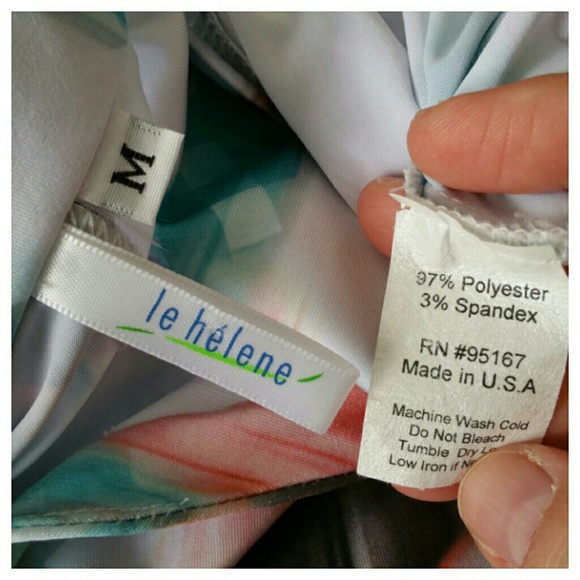 M
le hélene
97% Polyester
3% Spandex
RN #95167
Made in U.S.A
Machine Wash Cold
Do Not Bleach
Tumble Dry
Low Iron if